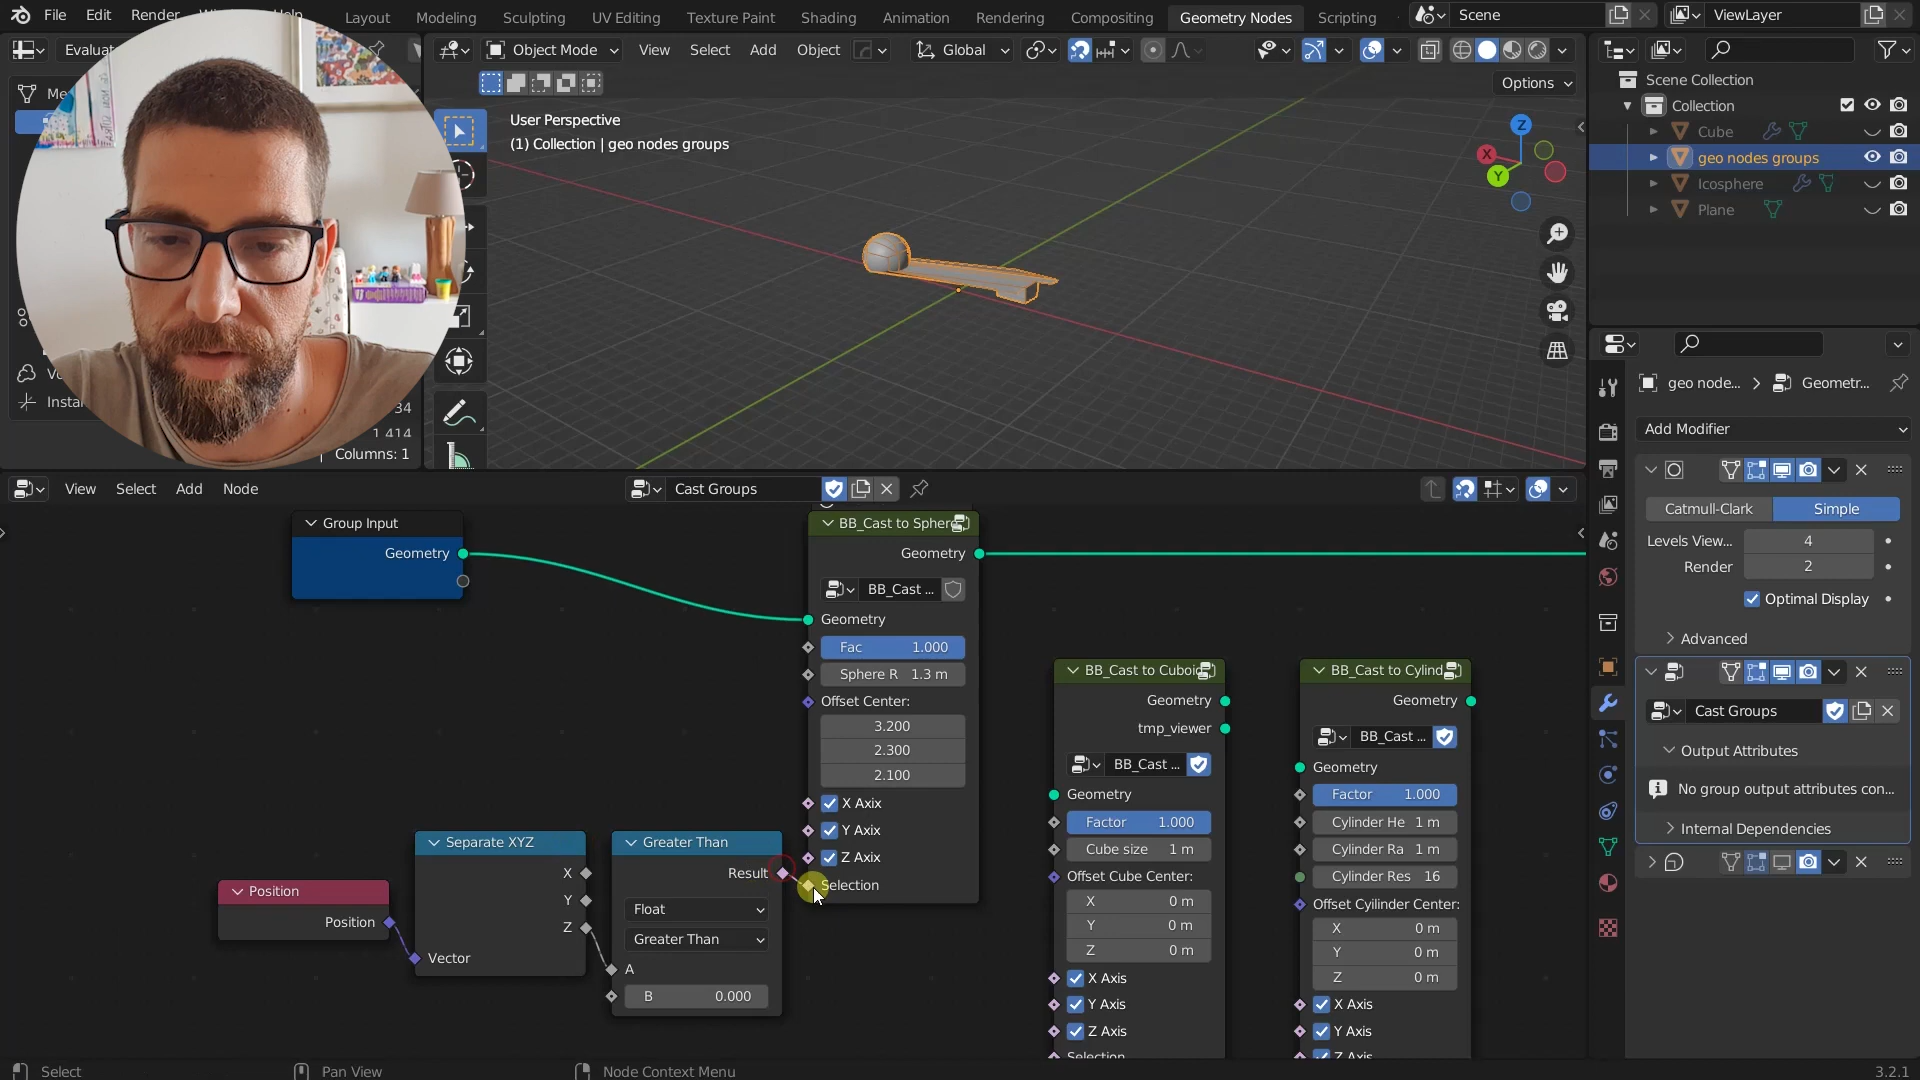 File Edit Render Help Layout Modeling Sculpting UV Editing Texture Paint Shading Animation Rendering Compositing Geometry Nodes Scripting Scene ViewLayer
Evaluat Object Mode View Select Add Object Global
Options
User Perspective
(1) Collection | geo nodes groups
Z
X
Y
Scene Collection
Collection
Cube
geo nodes groups
Icosphere
Plane
Me
Instan
34
1,414
Columns: 1
geo node... Geometr...
Add Modifier
Catmull-Clark Simple
Levels View... 4
Render 2
Optimal Display
Advanced
Cast Groups
Output Attributes
No group output attributes con...
Internal Dependencies
View Select Add Node Cast Groups
Group Input
Geometry
BB_Cast to Sphere
Geometry
BB_Cast ...
Geometry
Fac 1.000
Sphere R 1.3 m
Offset Center:
3.200
2.300
2.100
X Axix
Y Axix
Z Axix
Selection
Position
Position
Separate XYZ
X
Y
Z
Vector
Greater Than
Result
Float
Greater Than
A
B 0.000
BB_Cast to Cuboi
Geometry
tmp_viewer
BB_Cast ...
Geometry
Factor 1.000
Cube size 1 m
Offset Cube Center:
X 0 m
Y 0 m
Z 0 m
X Axis
Y Axis
Z Axis
Selection
BB_Cast to Cylind
Geometry
BB_Cast ...
Geometry
Factor 1.000
Cylinder He 1 m
Cylinder Ra 1 m
Cylinder Res 16
Offset Cyilinder Center:
X 0 m
Y 0 m
Z 0 m
X Axis
Y Axis
Z Axis
Select Pan View Node Context Menu 3.2.1